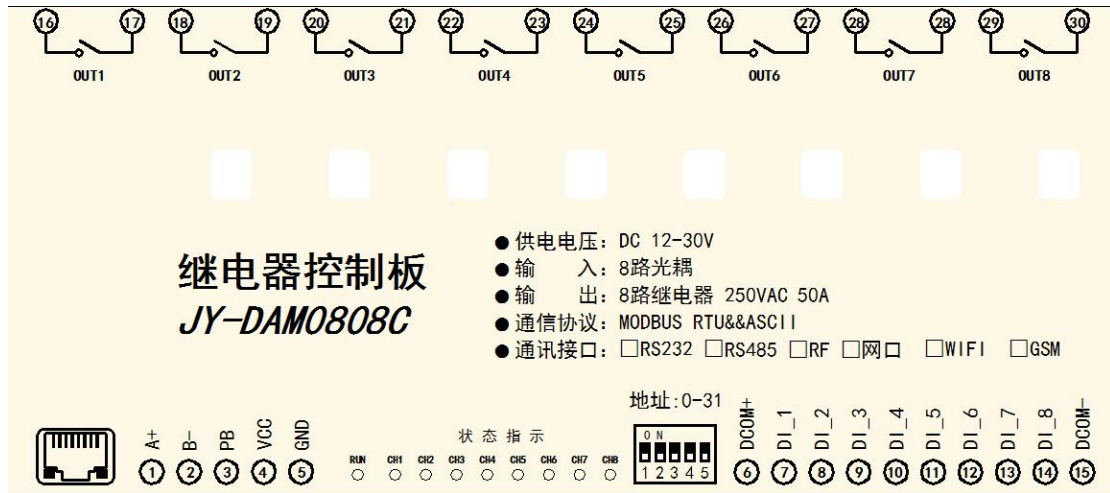 16 17 18 19 20 21 22 23 24 25 26 27 28 28 29 30
OUT1 OUT2 OUT3 OUT4 OUT5 OUT6 OUT7 OUT8
继电器控制板
JY-DAM0808C
●供电电压：DC 12-30V
●输 入：8路光耦
●输 出：8路继电器 250VAC 50A
●通信协议：MODBUS RTU&&ASCII
●通讯接口：□RS232 □RS485 □RF □网口 □WIFI □GSM
地址:0-31
A+ B- PB VCC GND
状态指示
RUN CH1 CH2 CH3 CH4 CH5 CH6 CH7 CH8
ON
1 2 3 4 5
DCOM+ DI_1 DI_2 DI_3 DI_4 DI_5 DI_6 DI_7 DI_8 DCOM-
1 2 3 4 5 6 7 8 9 10 11 12 13 14 15